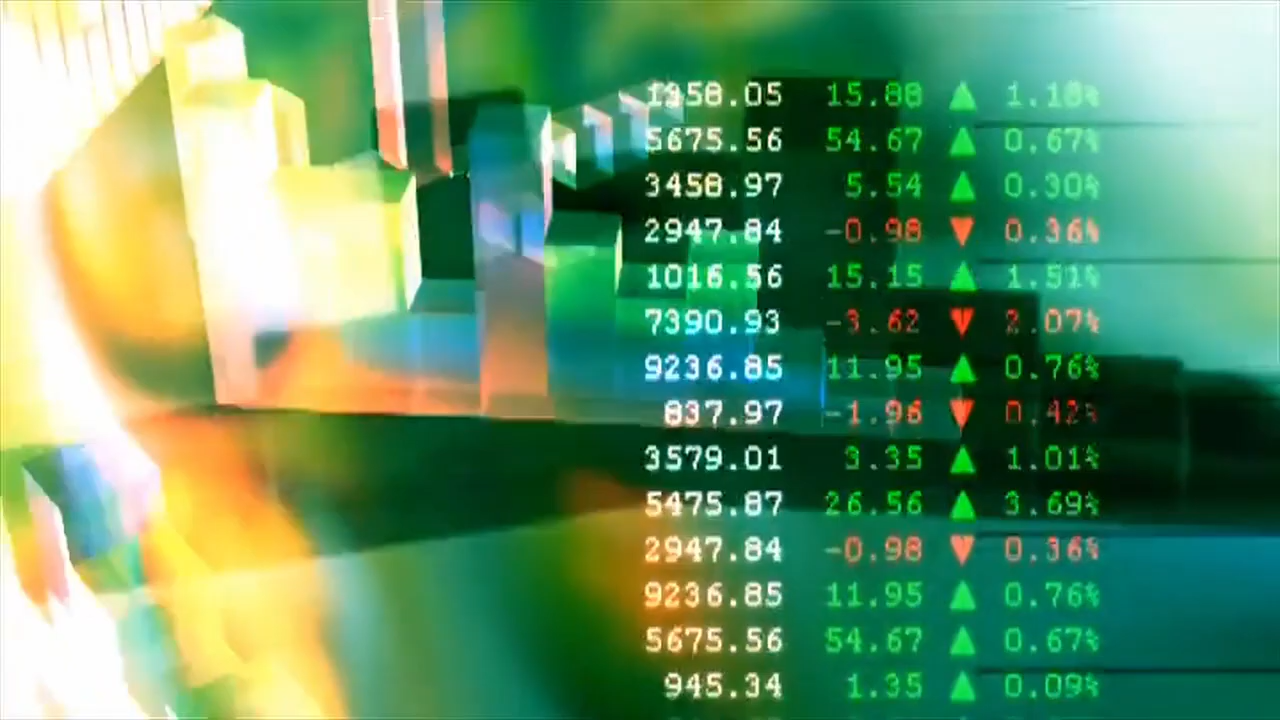 1358.05 15.88 ▲ 1.18%
5675.56 54.67 ▲ 0.67%
3458.97 5.54 ▲ 0.30%
2947.84 -0.98 ▼ 0.36%
1016.56 15.15 ▲ 1.51%
7390.93 -3.62 ▼ 2.07%
9236.85 11.95 ▲ 0.76%
837.97 -1.96 ▼ 0.42%
3579.01 3.35 ▲ 1.01%
5475.87 26.56 ▲ 3.69%
2947.84 -0.98 ▼ 0.36%
9236.85 11.95 ▲ 0.76%
5675.56 54.67 ▲ 0.67%
945.34 1.35 ▲ 0.09%